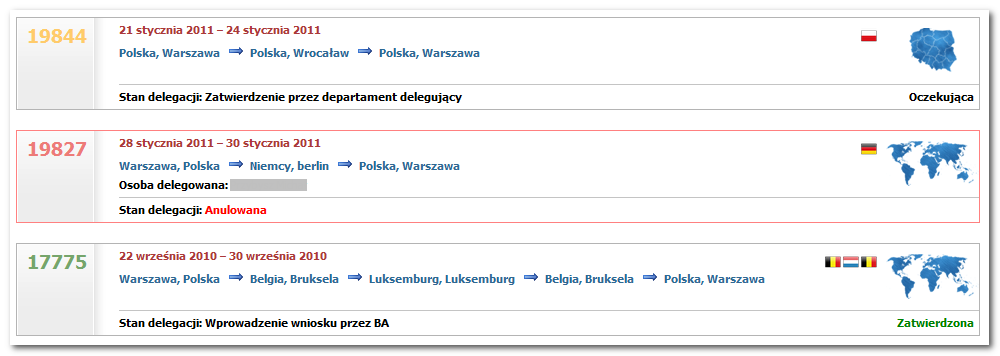 19844
21 stycznia 2011 – 24 stycznia 2011
Polska, Warszawa Polska, Wrocaław Polska, Warszawa
Stan delegacji: Zatwierdzenie przez departament delegujący Oczekująca
19827
28 stycznia 2011 – 30 stycznia 2011
Warszawa, Polska Niemcy, berlin Polska, Warszawa
Osoba delegowana:
Stan delegacji: Anulowana
17775
22 września 2010 – 30 września 2010
Warszawa, Polska Belgia, Bruksela Luksemburg, Luksemburg Belgia, Bruksela Polska, Warszawa
Stan delegacji: Wprowadzenie wniosku przez BA Zatwierdzona